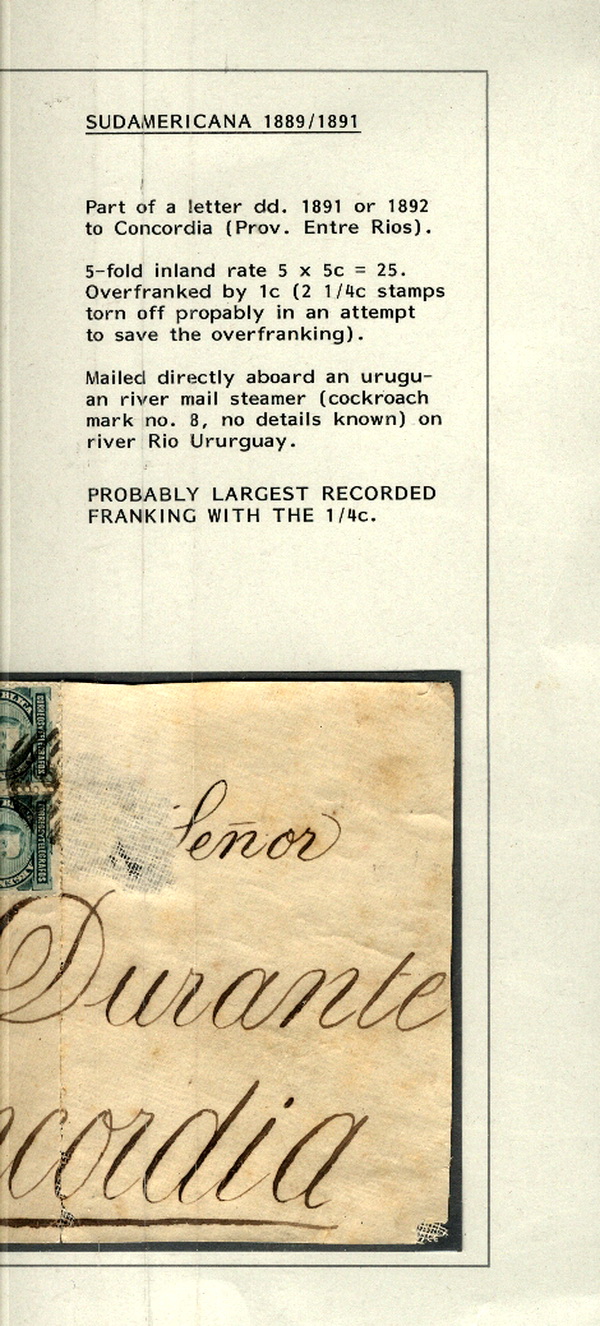 SUDAMERICANA 1889/1891
Part of a letter dd. 1891 or 1892
to Concordia (Prov. Entre Rios).
5-fold inland rate 5 x 5c = 25.
Overfranked by 1c (2 1/4c stamps
torn off propably in an attempt
to save the overfranking).
Mailed directly aboard an urugu-
an river mail steamer (cockroach
mark no. 8, no details known) on
river Rio Ururguay.
PROBABLY LARGEST RECORDED
FRANKING WITH THE 1/4c.
Señor
Durante
ncordia